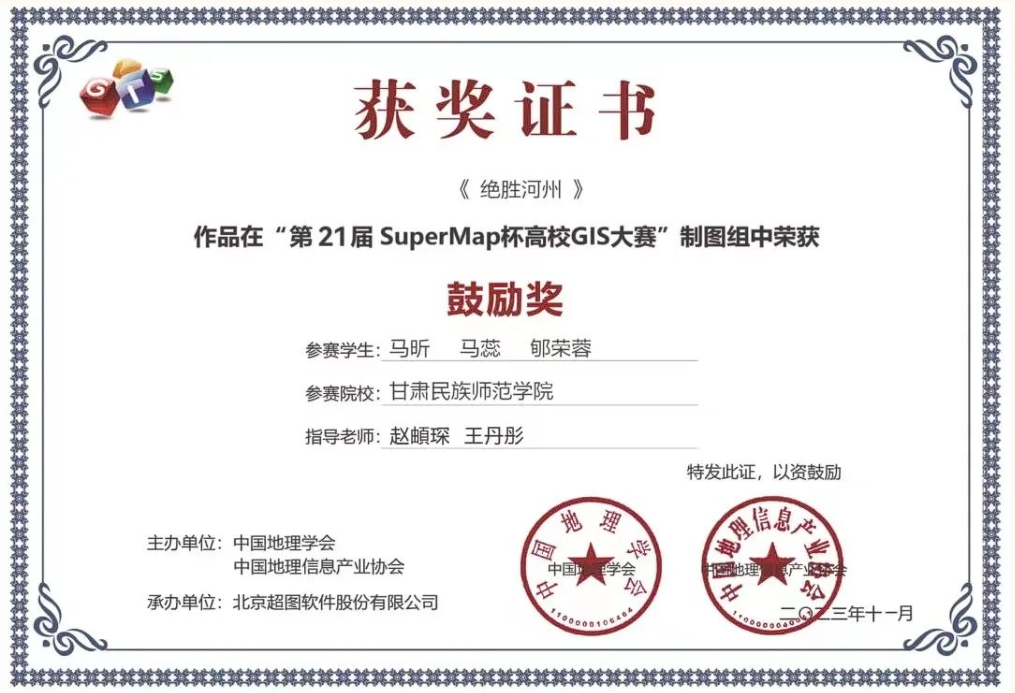 GIS
获奖证书
《 绝胜河州 》
作品在“第 21 届 SuperMap杯高校GIS大赛”制图组中荣获
鼓励奖
参赛学生：马昕 马蕊 郇荣蓉
参赛院校：甘肃民族师范学院
指导老师：赵頔琛 王丹彤
特发此证，以资鼓励
主办单位：中国地理学会
中国地理信息产业协会
承办单位：北京超图软件股份有限公司
中国地理学会
中国地理学会
1100000106464
中国地理信息产业协会
中国地理信息产业协会
二〇二三年十一月